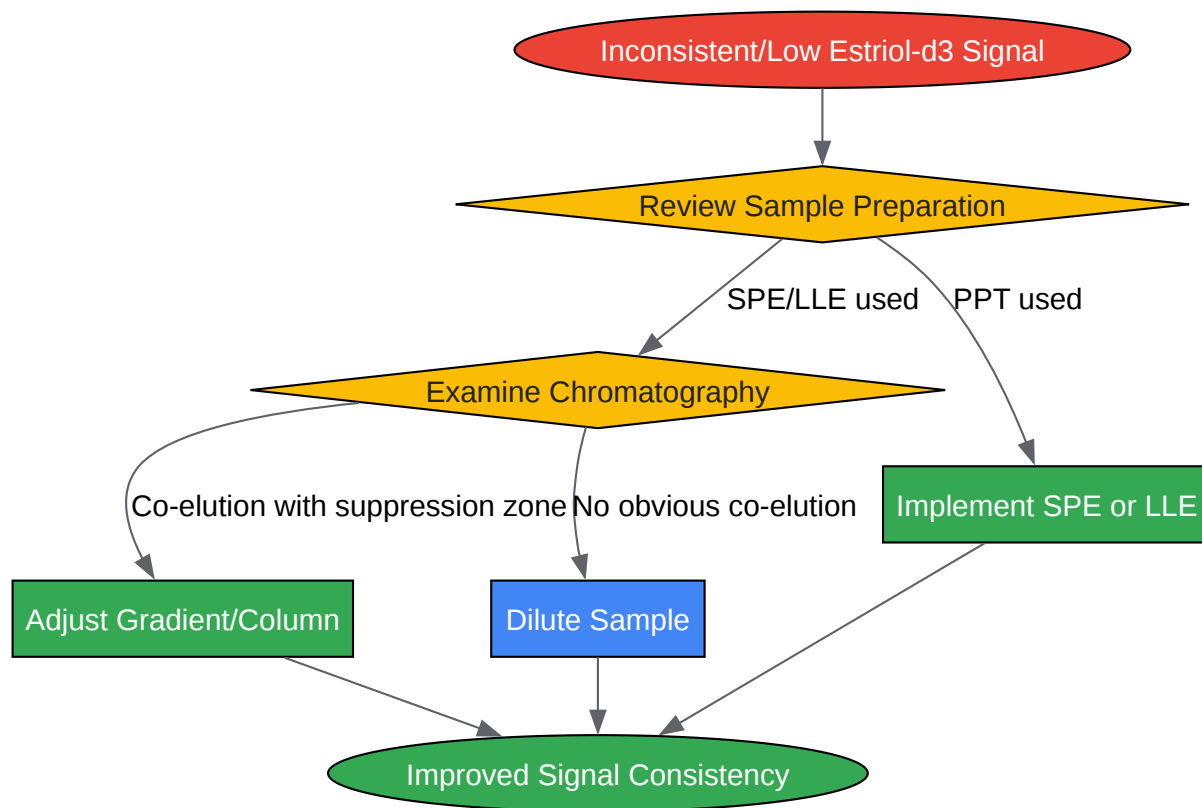 Inconsistent/Low Estriol-d3 Signal
Review Sample Preparation
SPE/LLE used
PPT used
Examine Chromatography
Co-elution with suppression zone
No obvious co-elution
Implement SPE or LLE
Adjust Gradient/Column
Dilute Sample
Improved Signal Consistency